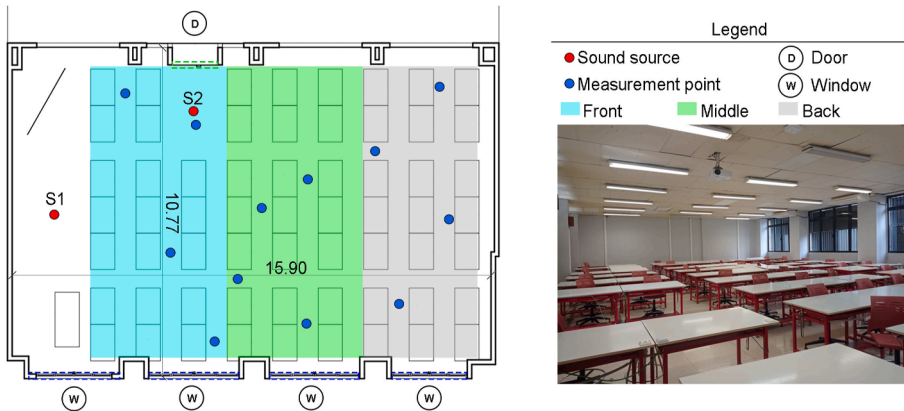 D
S2
S1
10.77
15.90
W
W
W
W
Legend
Sound source
Measurement point
D Door
W Window
Front
Middle
Back